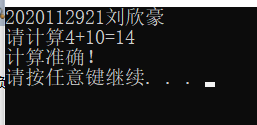 2020112921刘欣豪
请计算4+10=14
计算准确！
请按任意键继续. . .